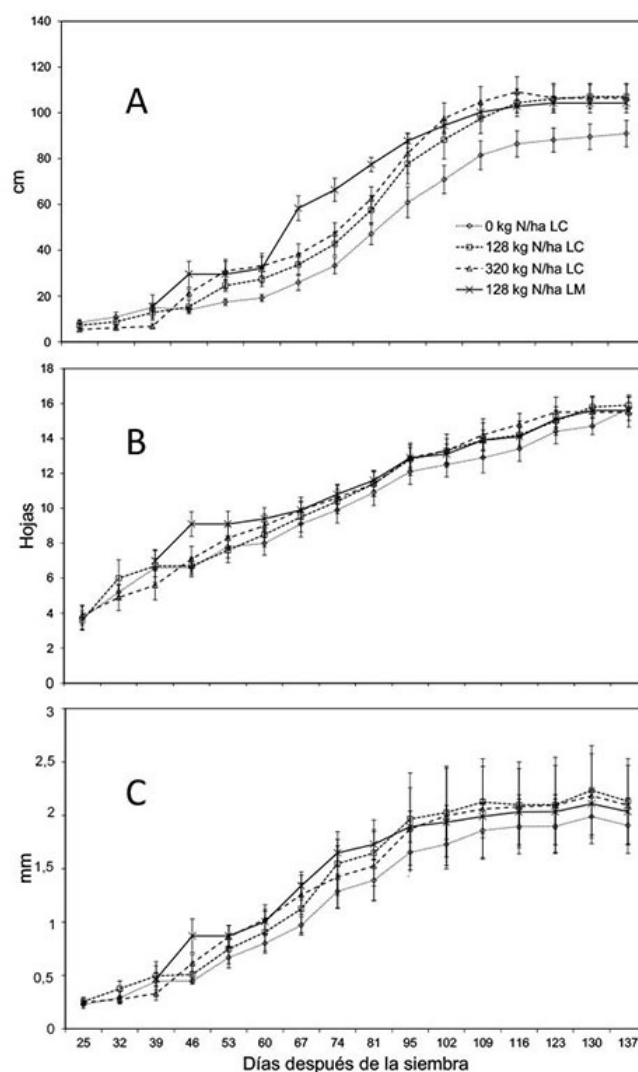 140
120
100
80
60
40
20
0
cm
A
0 kg N/ha LC
128 kg N/ha LC
320 kg N/ha LC
128 kg N/ha LM
18
16
14
12
10
8
6
4
2
0
Hojas
B
3
2,5
2
1,5
1
0,5
0
mm
C
25 32 39 46 53 60 67 74 81 95 102 109 116 123 130 137
Días después de la siembra